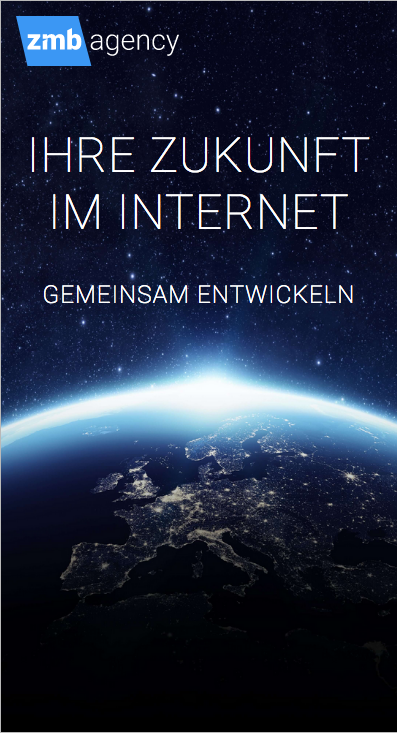 zmb agency
IHRE ZUKUNFT
IM INTERNET
GEMEINSAM ENTWICKELN